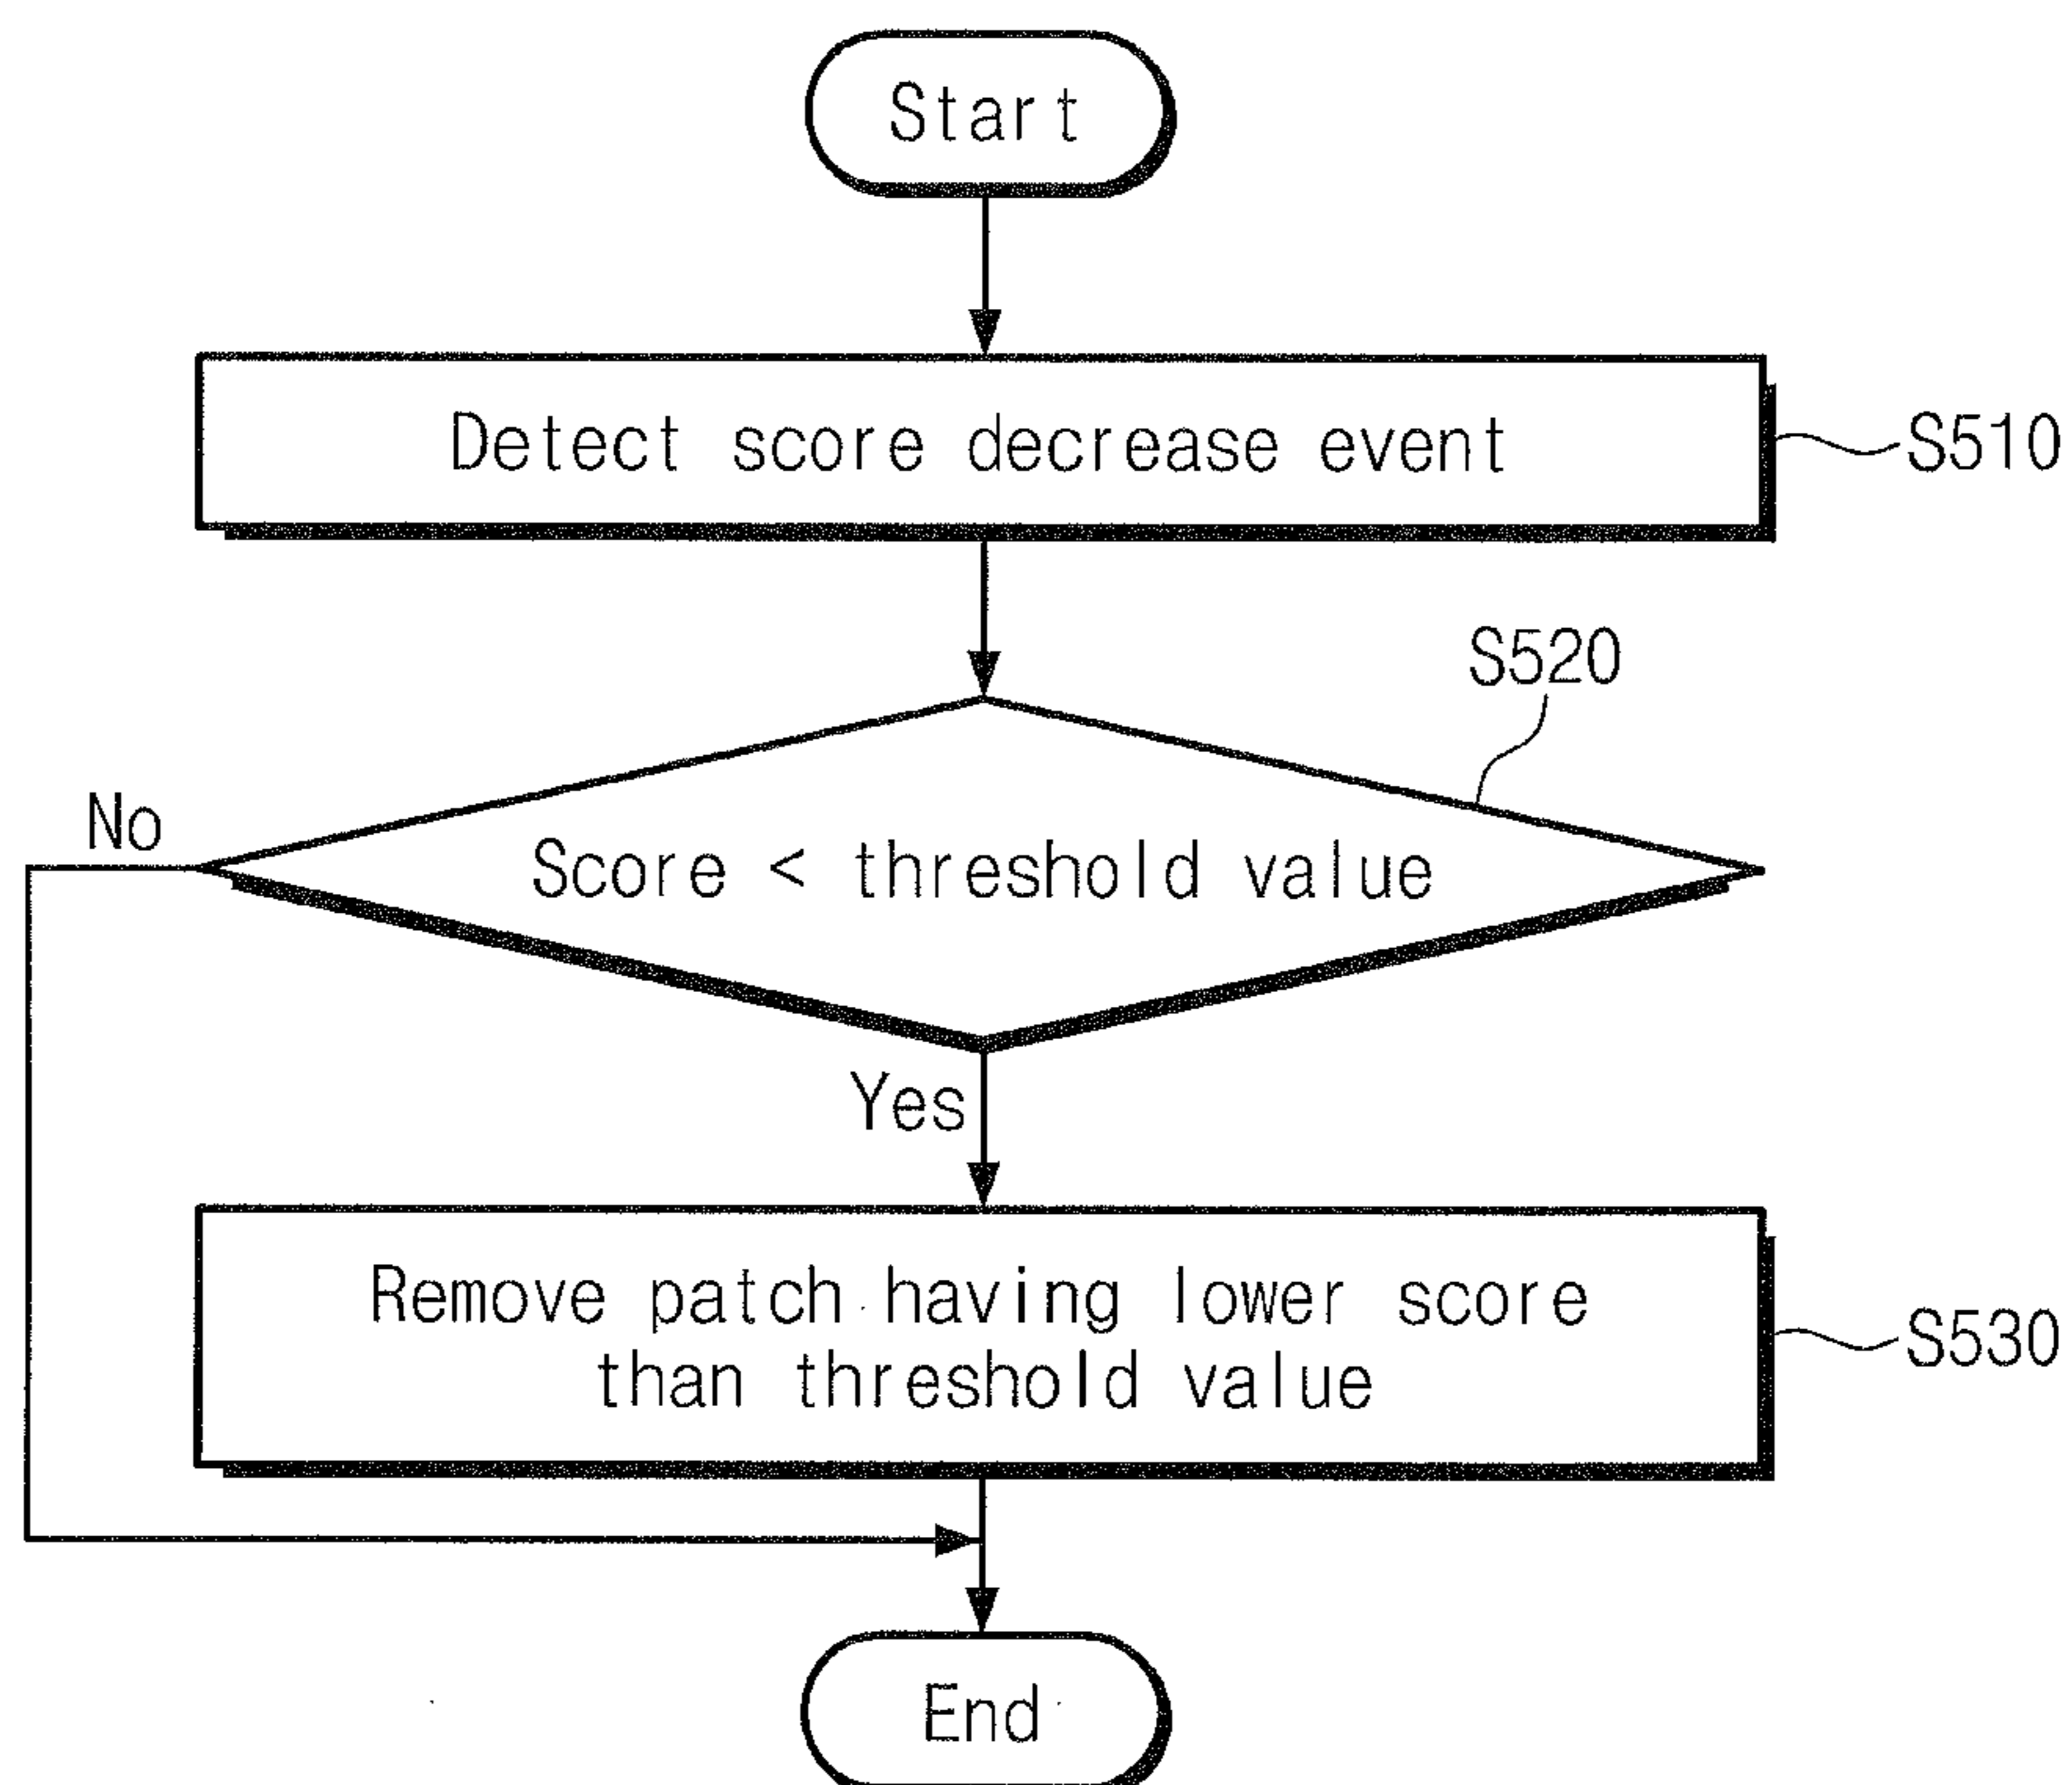 Start
Detect score decrease event
S510
S520
No
Score < threshold value
Yes
Remove patch having lower score
than threshold value
S530
End